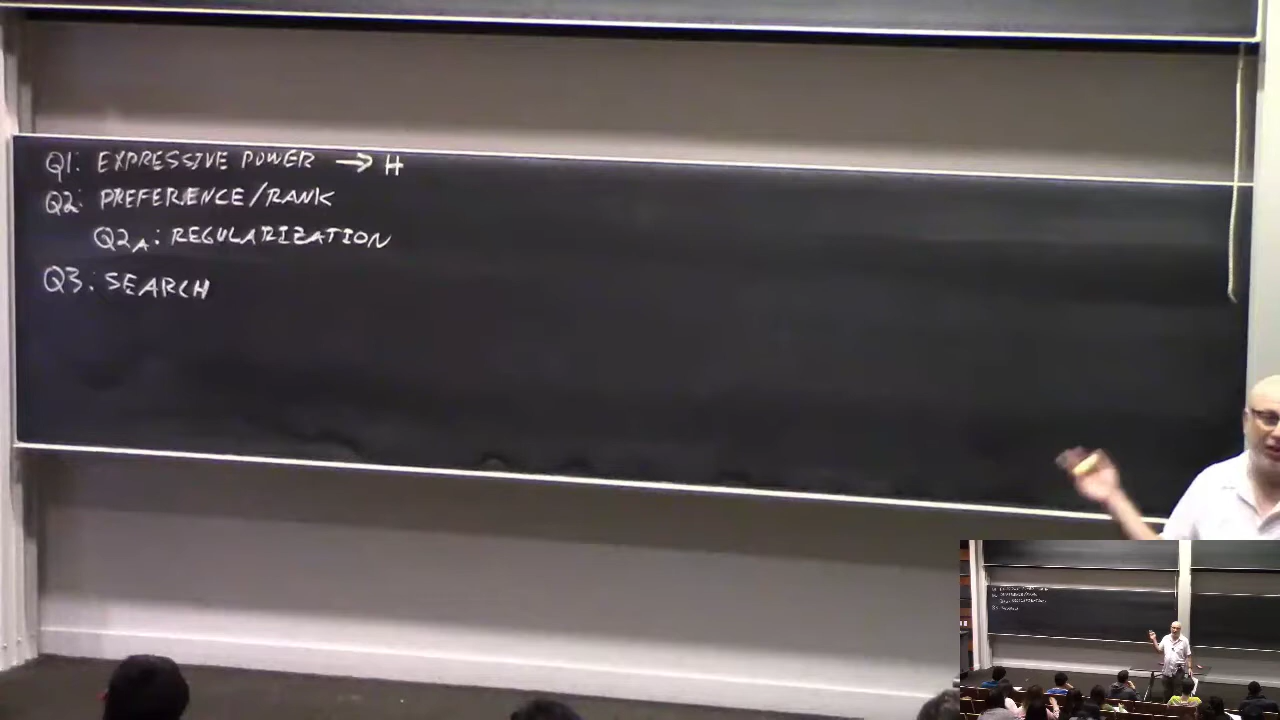 Q1: EXPRESSIVE POWER → H
Q2: PREFERENCE/RANK
Q2A: REGULARIZATION
Q3: SEARCH